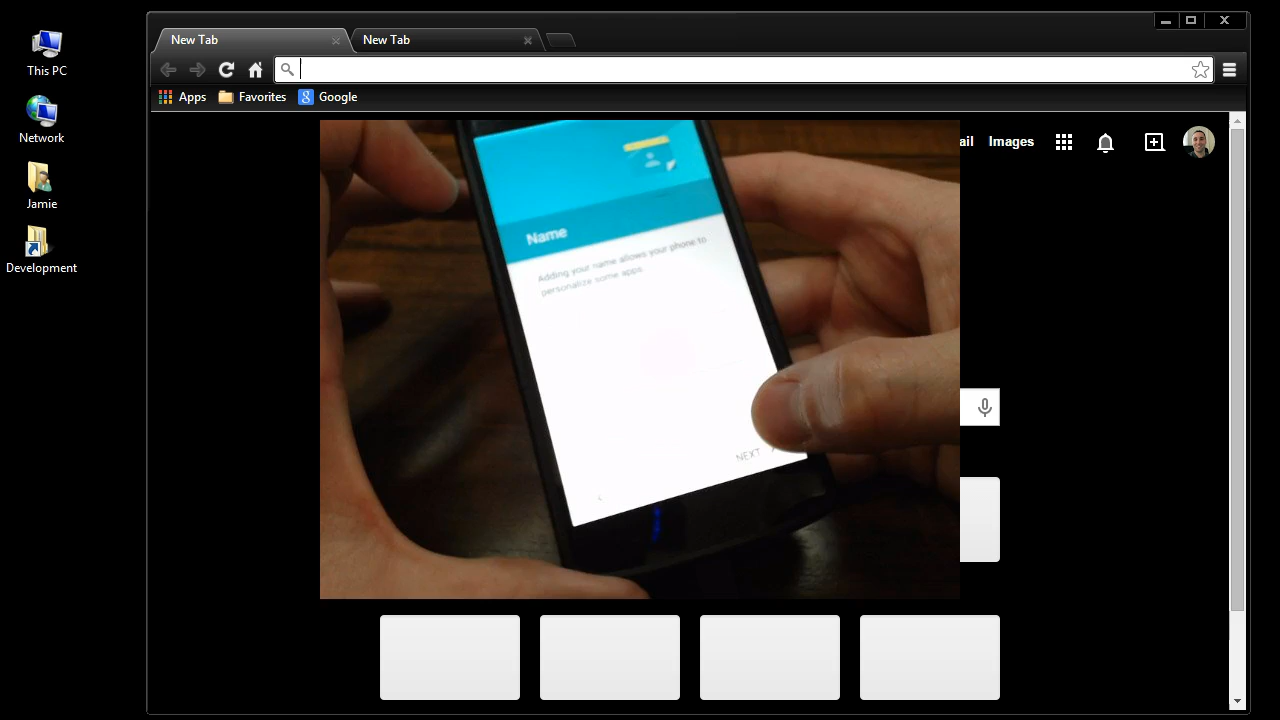 This PC
Network
Jamie
Development
New Tab
New Tab
Apps
Favorites
Google
ail
Images
Name
Adding your name allows your phone to
personalize some apps
NEXT